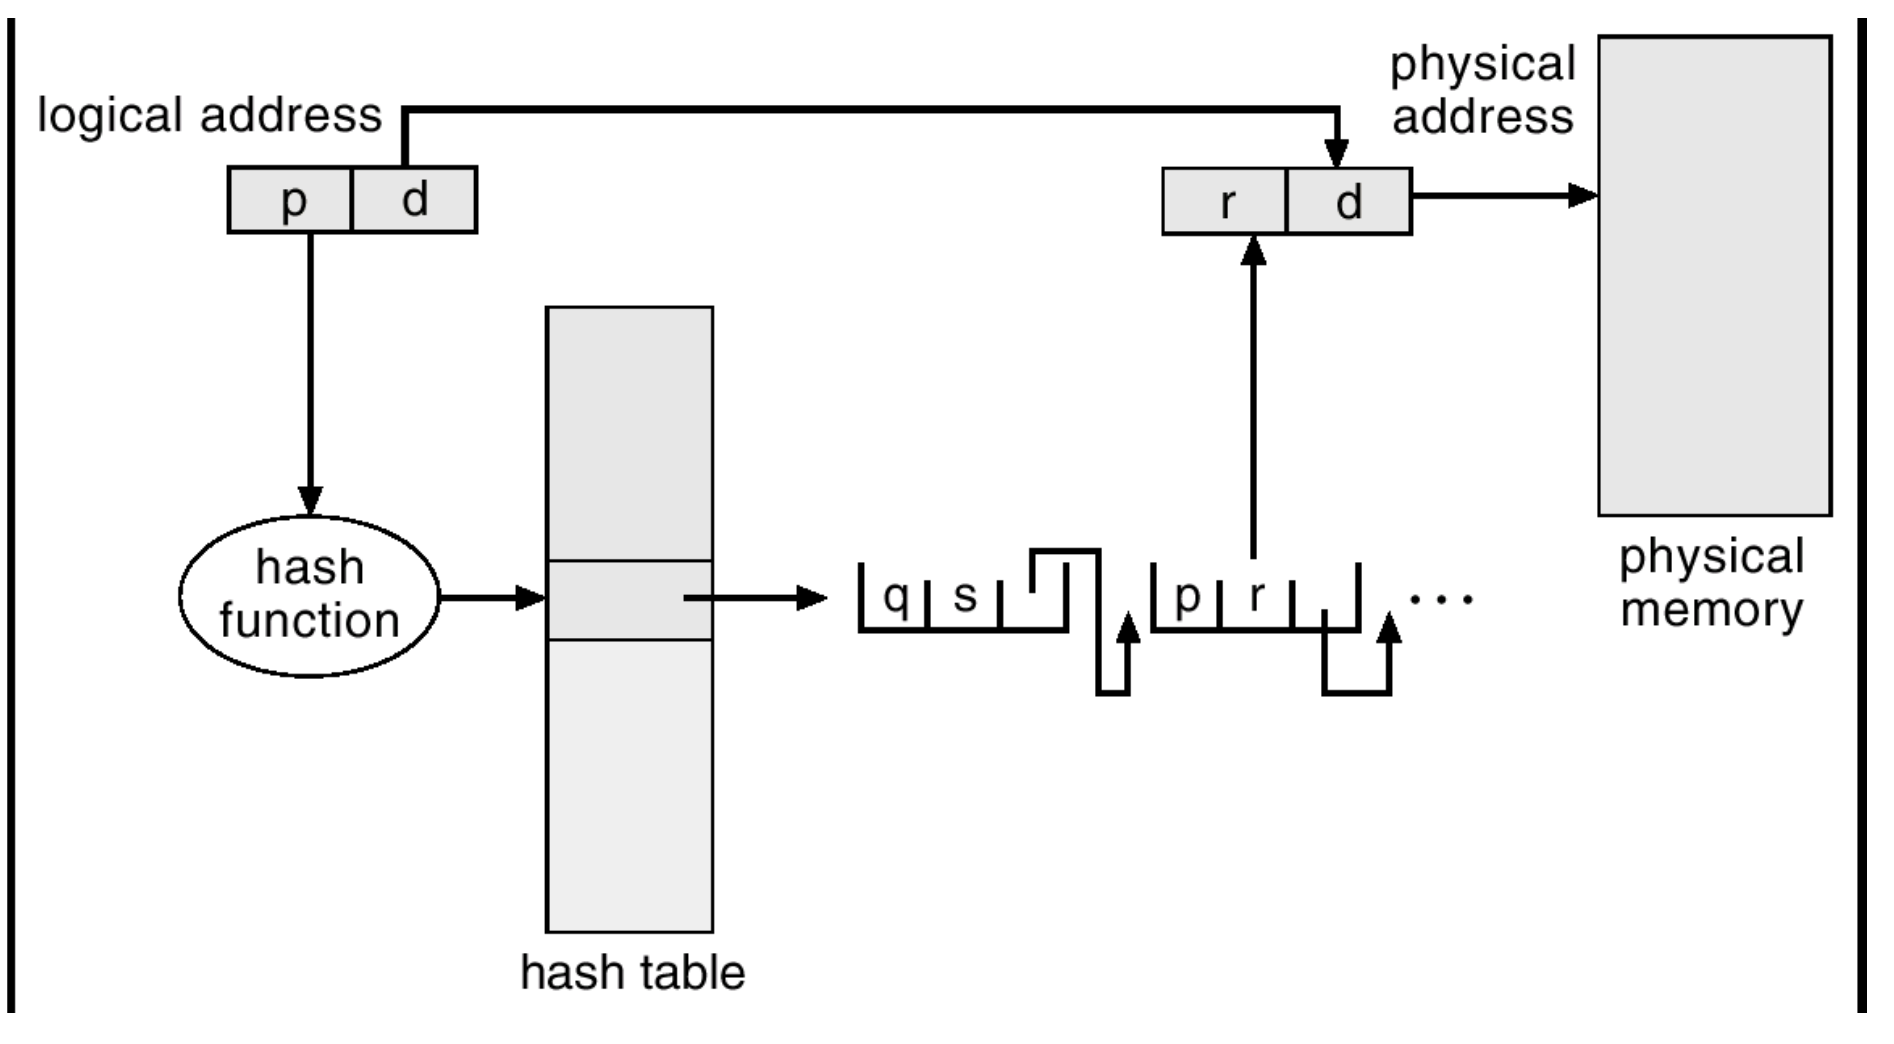 physical
address
logical address
p d
r d
hash
function
q s
p r
...
physical
memory
hash table